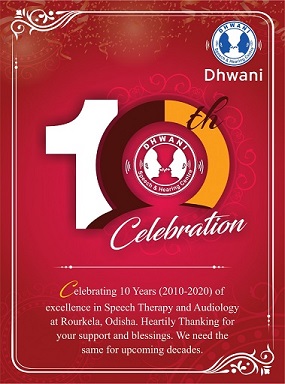 DHWANI
Dhwani
10th
DHWANI
Speech & Hearing Centre
Celebration
Celebrating 10 Years (2010-2020) of
excellence in Speech Therapy and Audiology
at Rourkela, Odisha. Heartily Thanking for
your support and blessings. We need the
same for upcoming decades.